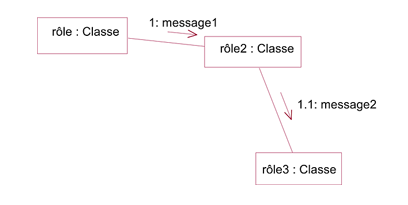 1: message1
rôle : Classe
rôle2 : Classe
1.1: message2
rôle3 : Classe